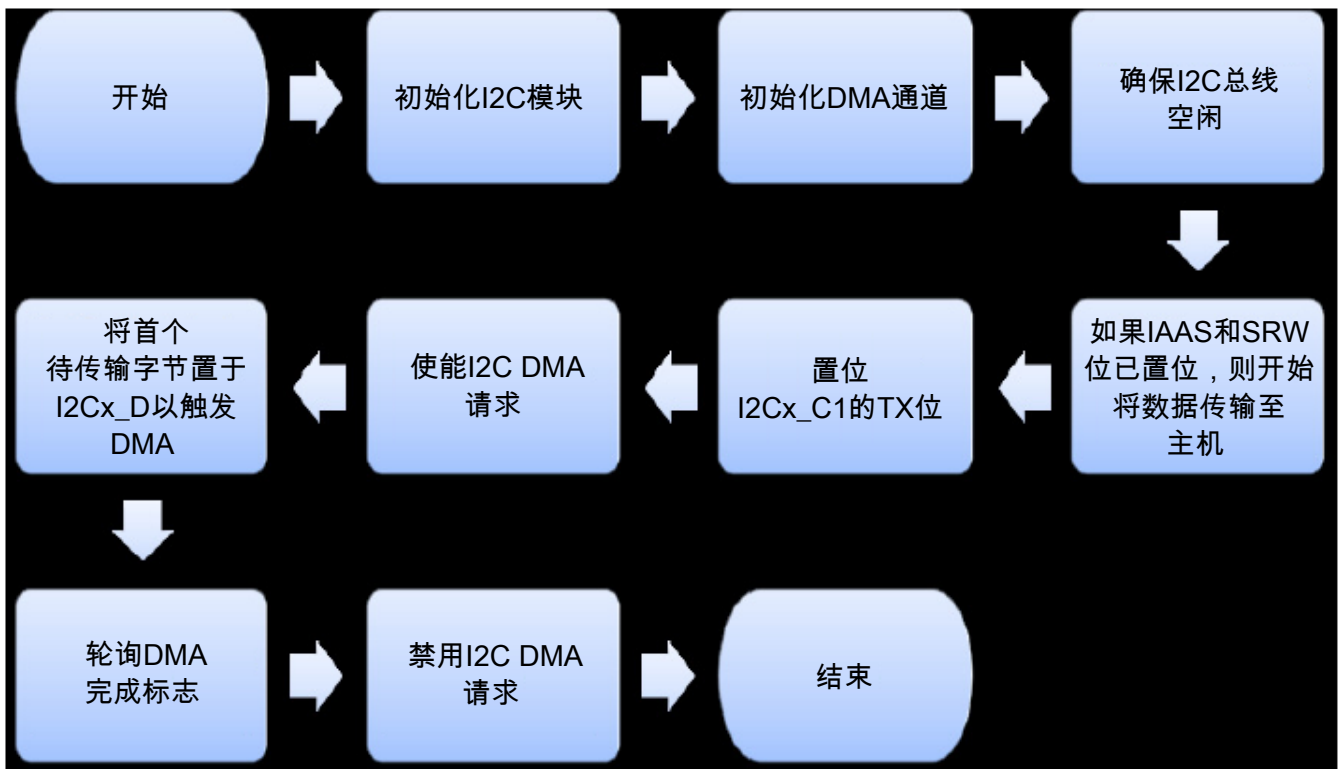 开始
初始化I2C模块
初始化DMA通道
确保I2C总线
空闲
如果IAAS和SRW
位已置位，则开始
将数据传输至
主机
置位
I2Cx_C1的TX位
使能I2C DMA
请求
将首个
待传输字节置于
I2Cx_D以触发
DMA
轮询DMA
完成标志
禁用I2C DMA
请求
结束